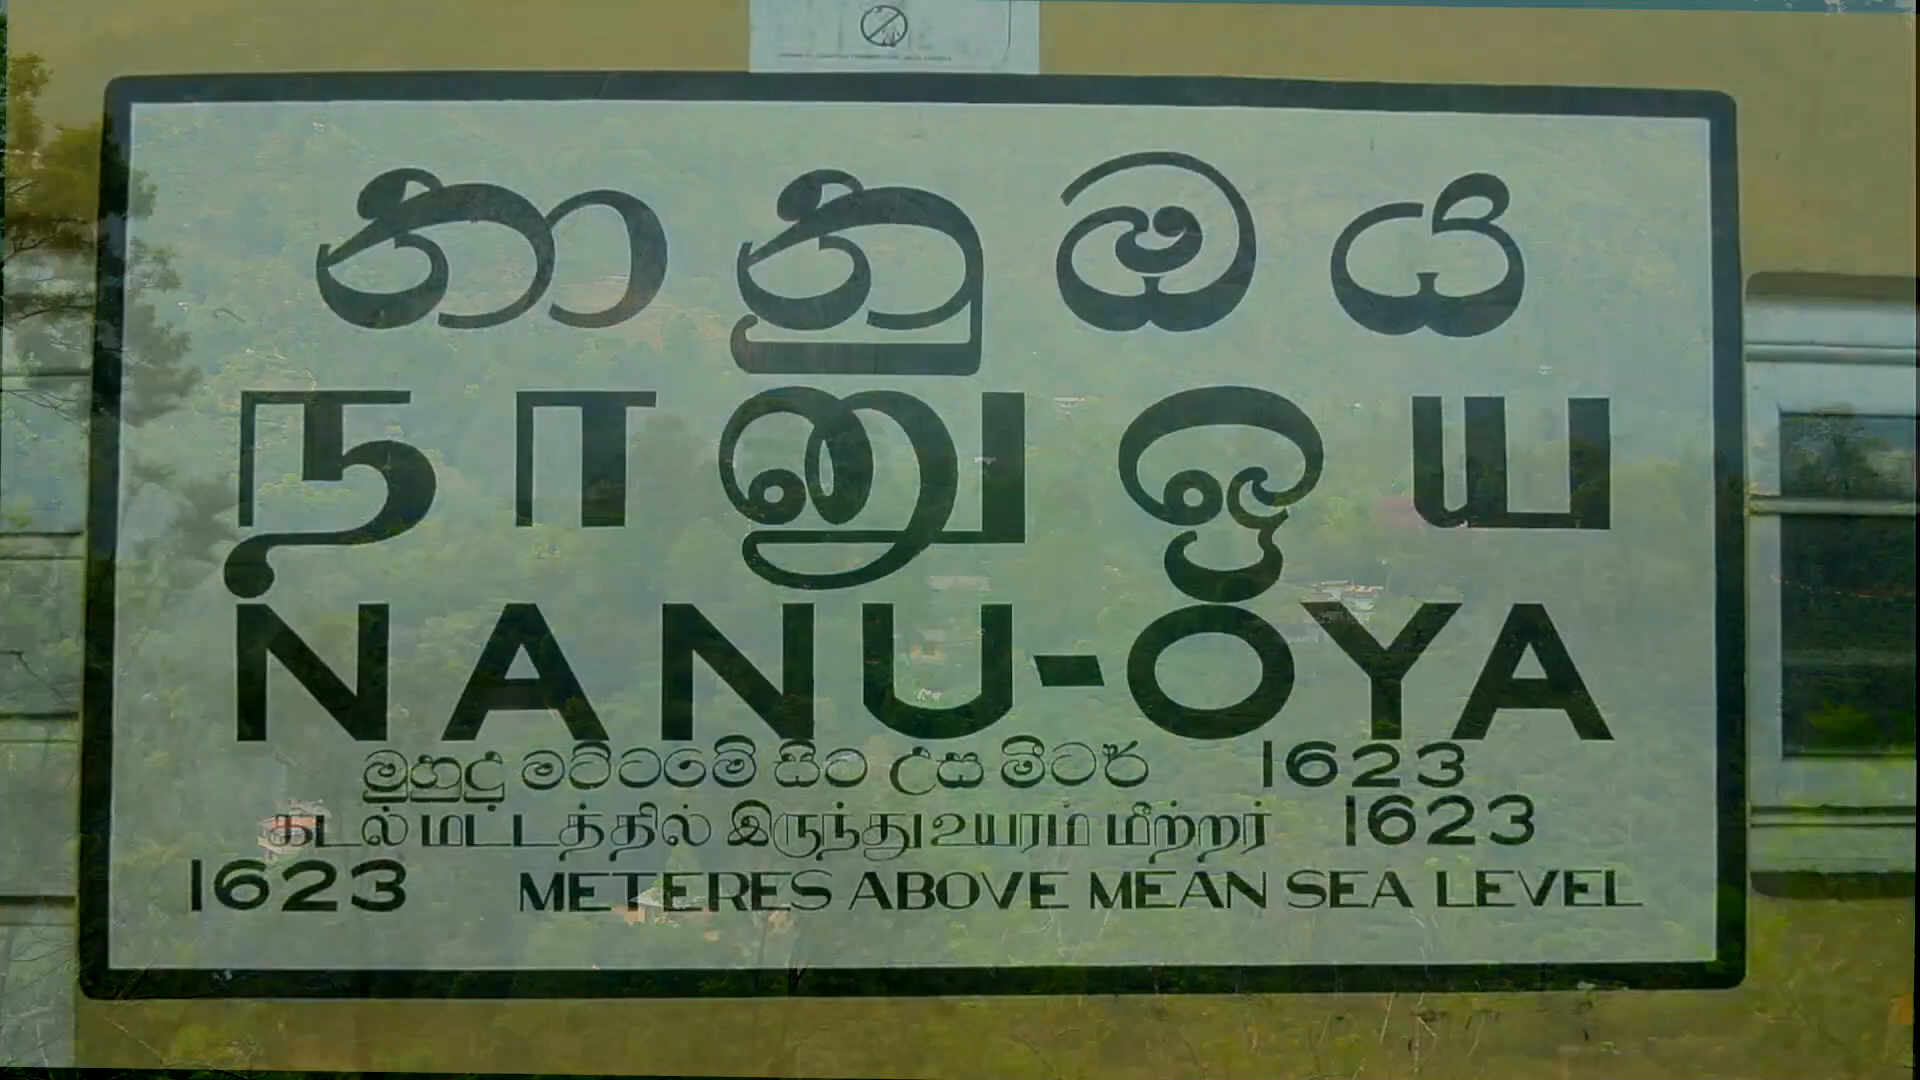 නානුඔය
நானுஓய
NANU-OYA
මුහුදු මට්ටමේ සිට උස මීටර් 1623
கடல் மட்டத்தில் இருந்து உயரம் மீற்றர் 1623
1623 METERES ABOVE MEAN SEA LEVEL